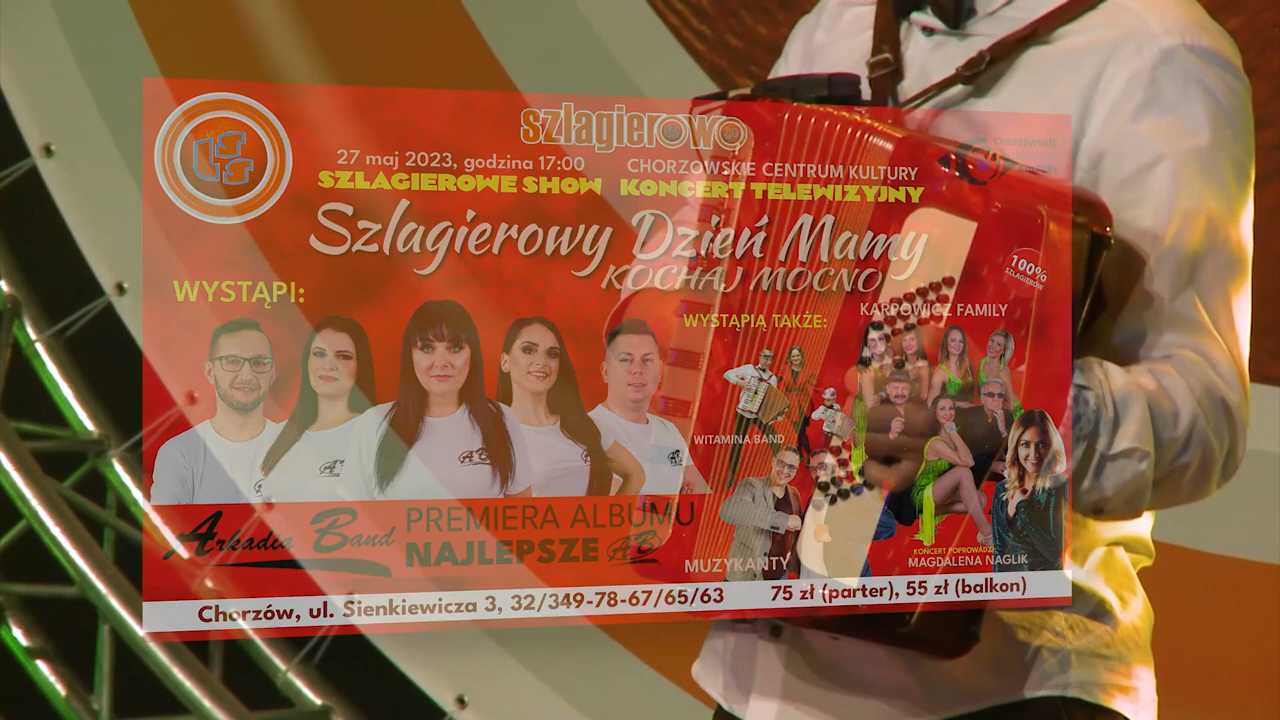 szlagierowo
27 maj 2023, godzina 17:00
CHORZOWSKIE CENTRUM KULTURY
SZLAGIEROWE SHOW KONCERT TELEWIZYJNY
Szlagierowy Dzień Mamy
KOCHAJ MOCNO
100%
SZLAGIERÓW
WYSTĄPI:
WYSTĄPIĄ TAKŻE:
KARPOWICZ FAMILY
WITAMINA BAND
MUZYKANTY
KONCERT POPROWADZI:
MAGDALENA NAGLIK
Arkadia Band
PREMIERA ALBUMU
NAJLEPSZE AB
Chorzów, ul. Sienkiewicza 3, 32/349-78-67/65/63
75 zł (parter), 55 zł (balkon)